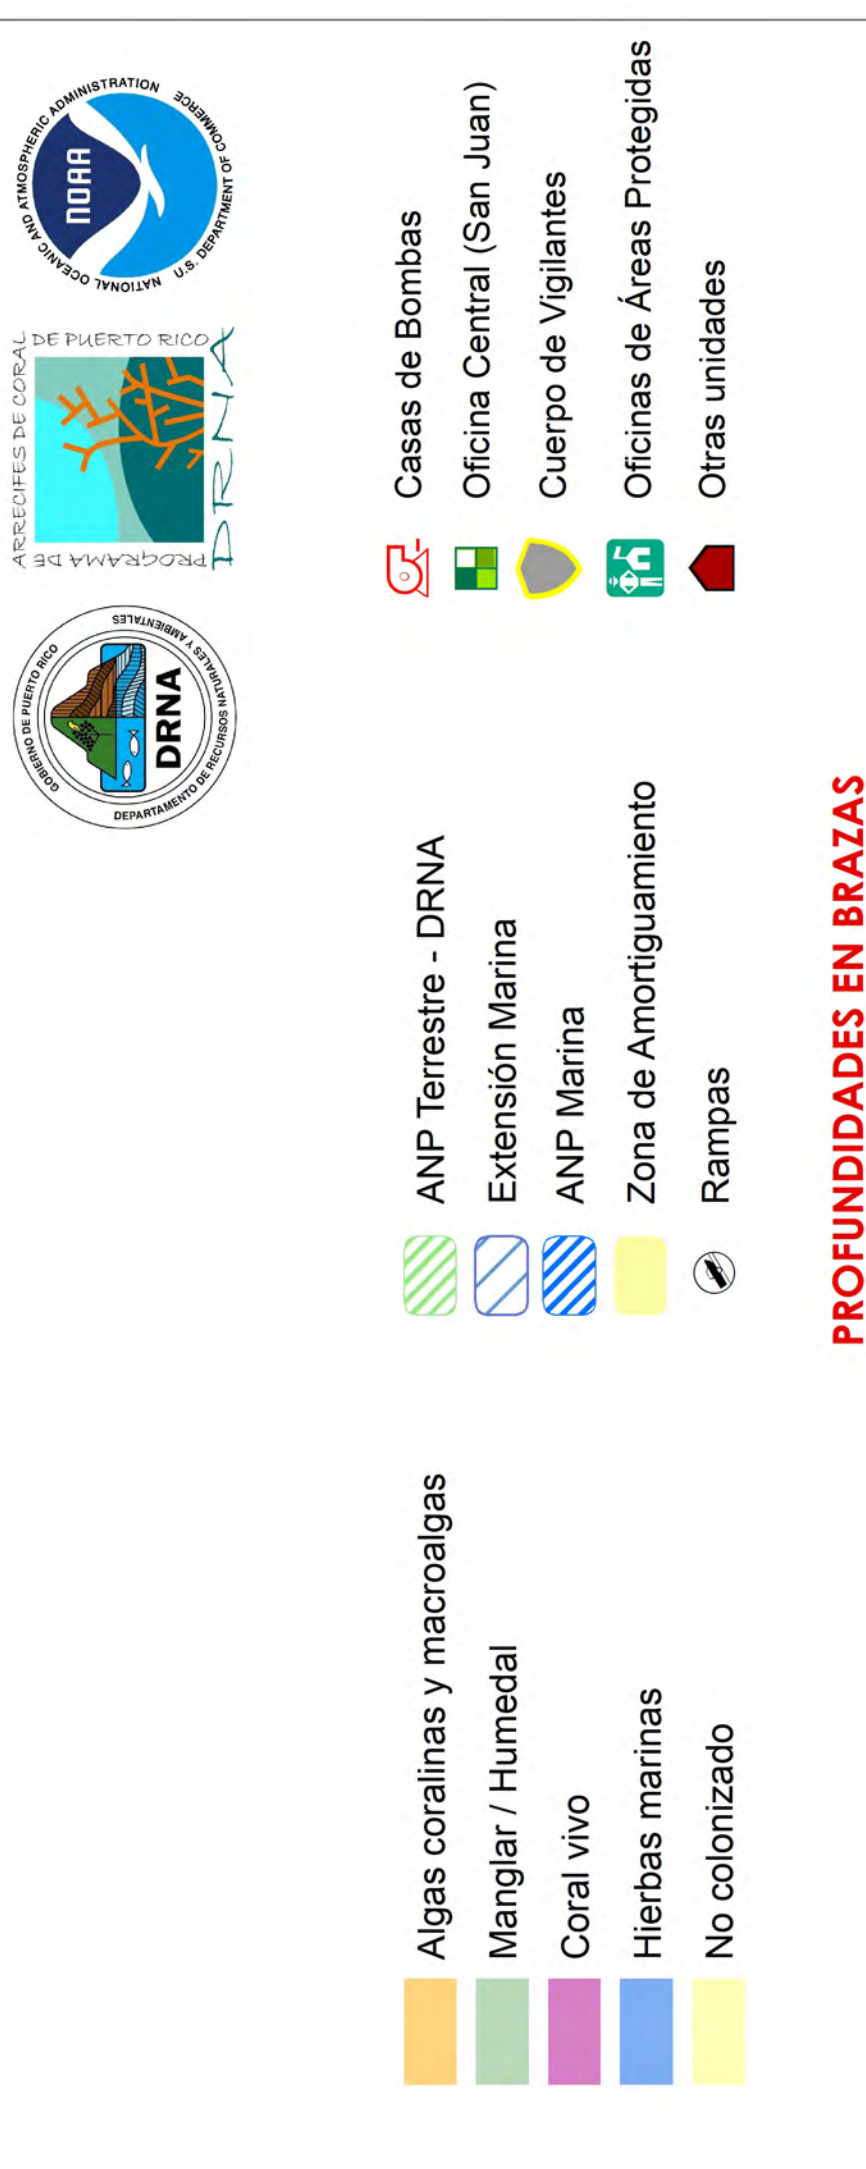 GOBIERNO DE PUERTO RICO
DEPARTAMENTO DE RECURSOS NATURALES Y AMBIENTALES
DRNA
PROGRAMA DE
ARRECIFES DE CORAL
DE PUERTO RICO
DRNA
NATIONAL OCEANIC AND ATMOSPHERIC ADMINISTRATION
U.S. DEPARTMENT OF COMMERCE
NOAA
Algas coralinas y macroalgas
Manglar / Humedal
Coral vivo
Hierbas marinas
No colonizado
ANP Terrestre - DRNA
Extensión Marina
ANP Marina
Zona de Amortiguamiento
Rampas
Casas de Bombas
Oficina Central (San Juan)
Cuerpo de Vigilantes
Oficinas de Áreas Protegidas
Otras unidades
PROFUNDIDADES EN BRAZAS